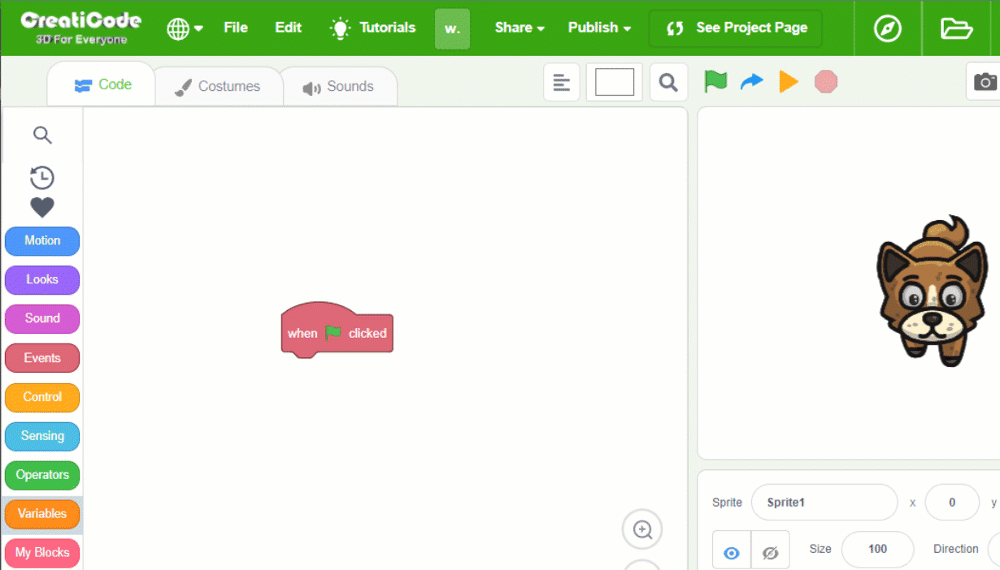 CREATICODE
3D For Everyone
File
Edit
Tutorials
w.
Share
Publish
See Project Page
Code
Costumes
Sounds
Motion
Looks
Sound
Events
Control
Sensing
Operators
Variables
My Blocks
when clicked
Sprite Sprite1 x 0 y
Size 100 Direction